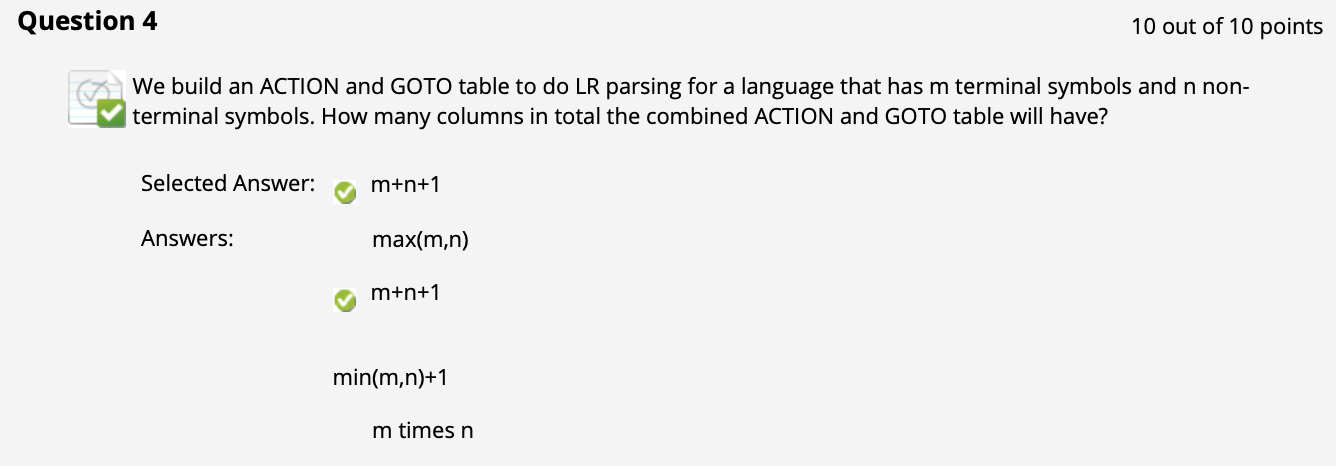 Question 4
10 out of 10 points
We build an ACTION and GOTO table to do LR parsing for a language that has m terminal symbols and n non-
terminal symbols. How many columns in total the combined ACTION and GOTO table will have?
Selected Answer: m+n+1
Answers: max(m,n)
m+n+1
min(m,n)+1
m times n